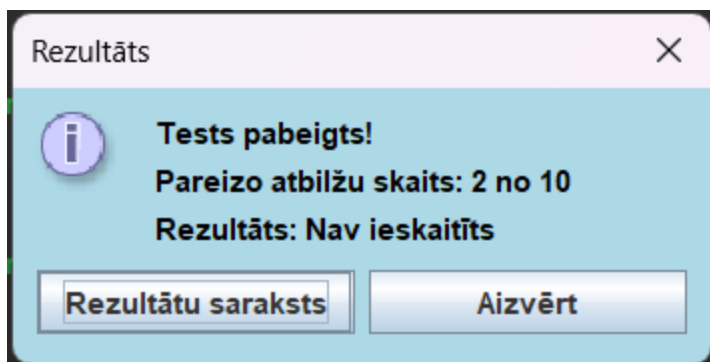 Rezultāts
Tests pabeigts!
Pareizo atbilžu skaits: 2 no 10
Rezultāts: Nav ieskaitīts
Rezultātu saraksts
Aizvērt